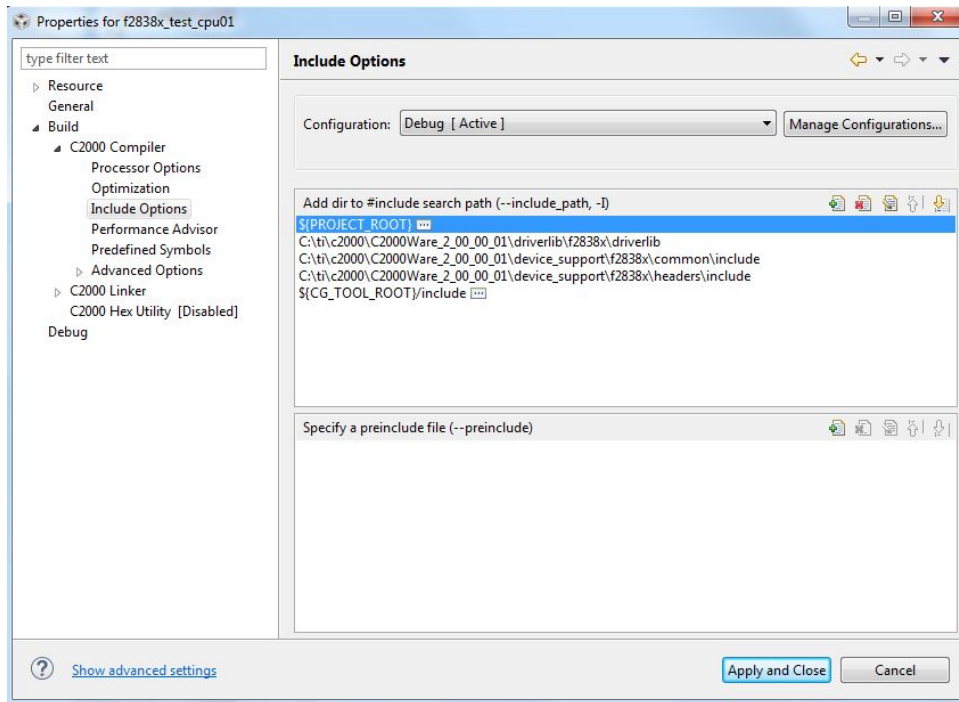 Properties for f2838x_test_cpu01
type filter text
Resource
General
Build
C2000 Compiler
Processor Options
Optimization
Include Options
Performance Advisor
Predefined Symbols
Advanced Options
C2000 Linker
C2000 Hex Utility [Disabled]
Debug
Include Options
Configuration: Debug [ Active ] Manage Configurations...
Add dir to #include search path (--include_path, -I)
${PROJECT_ROOT}
C:\ti\c2000\C2000Ware_2_00_00_01\driverlib\f2838x\driverlib
C:\ti\c2000\C2000Ware_2_00_00_01\device_support\f2838x\common\include
C:\ti\c2000\C2000Ware_2_00_00_01\device_support\f2838x\headers\include
${CG_TOOL_ROOT}/include
Specify a preinclude file (--preinclude)
Show advanced settings
Apply and Close Cancel